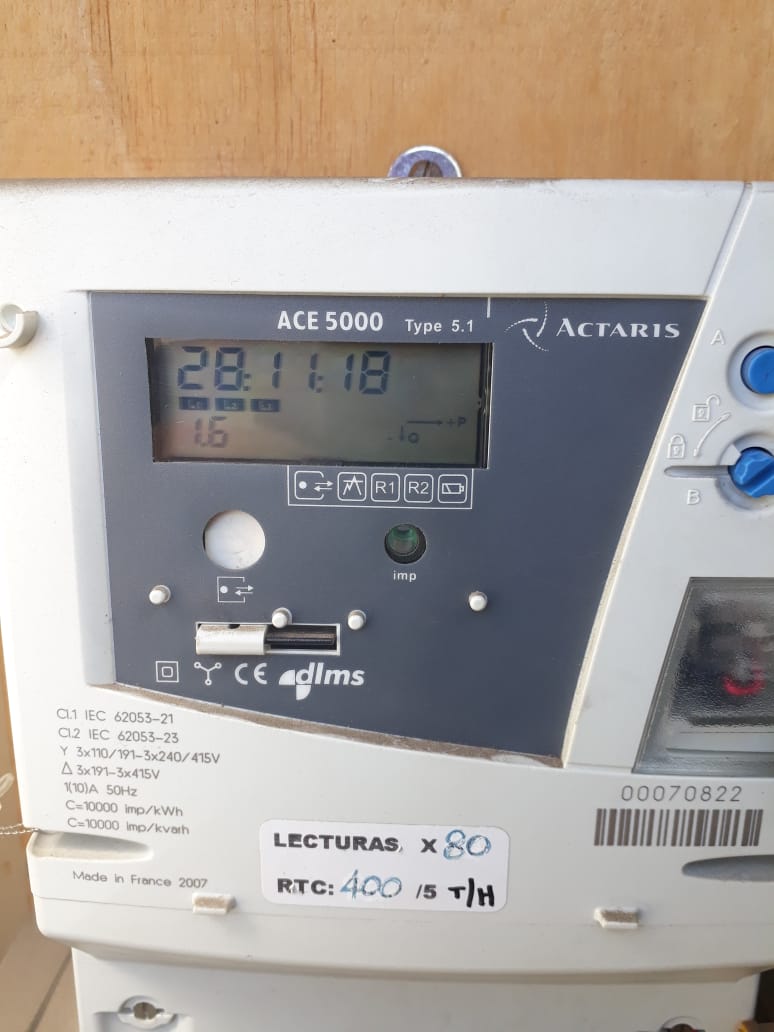 ACE 5000 Type 5.1
ACTARIS
28:11:18
L1 L2 L3
1.6
+P
R1 R2
A
B
imp
CE dlms
Cl.1 IEC 62053-21
Cl.2 IEC 62053-23
Y 3x110/191-3x240/415V
Δ 3x191-3x415V
1(10)A 50Hz
C=10000 imp/kWh
C=10000 imp/kvarh
Made in France 2007
00070822
LECTURAS X 80
RTC: 400 /5 T/H